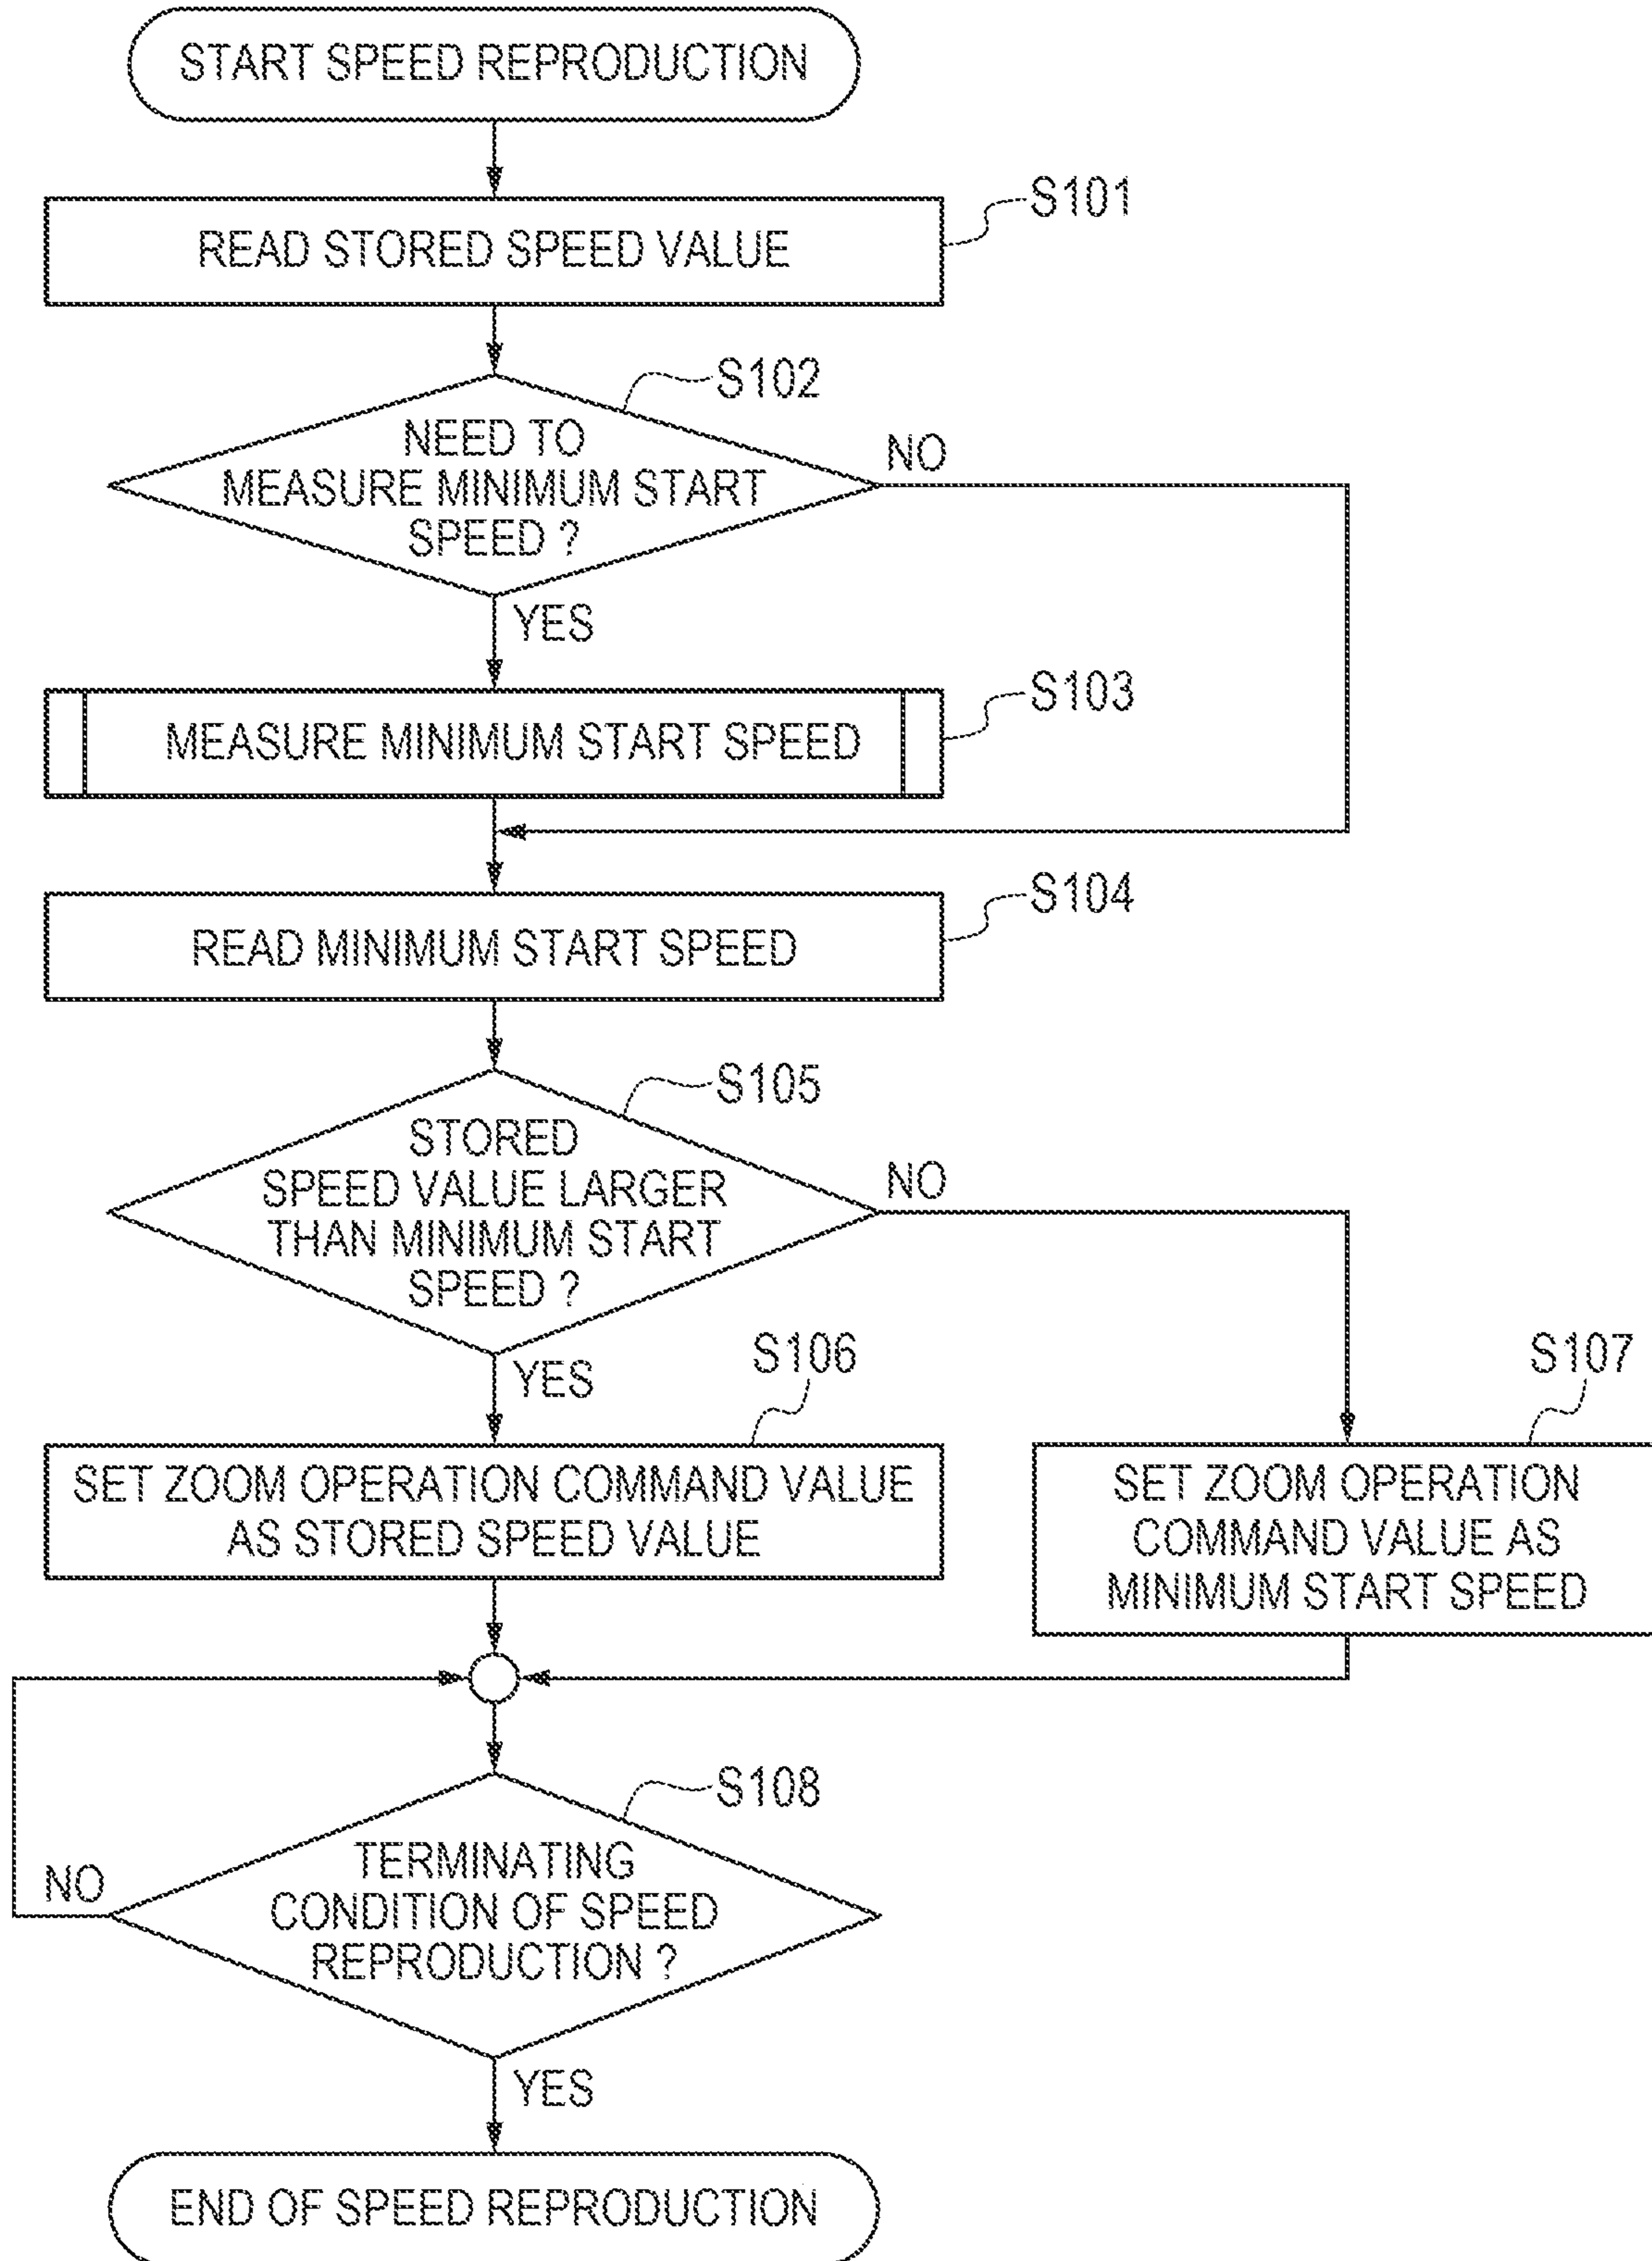 START SPEED REPRODUCTION
S101
READ STORED SPEED VALUE
S102
NEED TO
MEASURE MINIMUM START
SPEED ?
NO
YES
S103
MEASURE MINIMUM START SPEED
S104
READ MINIMUM START SPEED
S105
STORED
SPEED VALUE LARGER
THAN MINIMUM START
SPEED ?
NO
YES
S106
SET ZOOM OPERATION COMMAND VALUE
AS STORED SPEED VALUE
S107
SET ZOOM OPERATION
COMMAND VALUE AS
MINIMUM START SPEED
S108
TERMINATING
CONDITION OF SPEED
REPRODUCTION ?
NO
YES
END OF SPEED REPRODUCTION